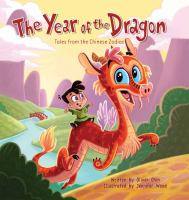 The Year of the Dragon
Tales from the Chinese Zodiac
Written by Oliver Chin
Illustrated by Jennifer Wood